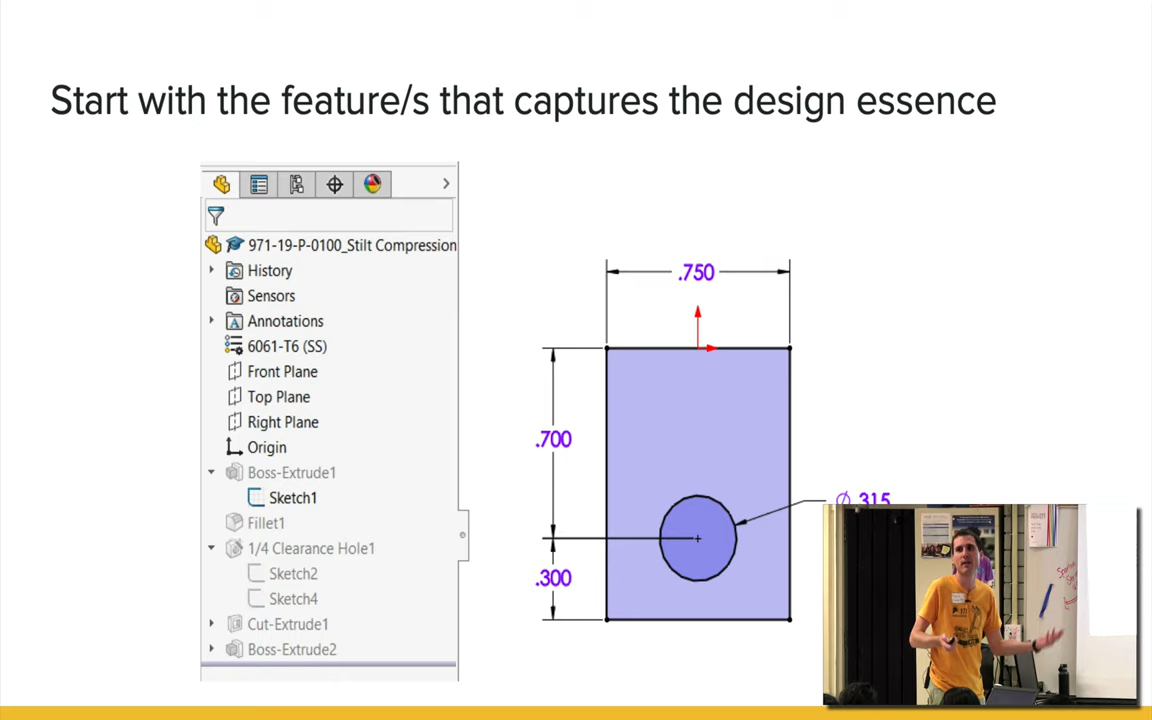 Start with the feature/s that captures the design essence
971-19-P-0100_Stilt Compression
History
Sensors
Annotations
6061-T6 (SS)
Front Plane
Top Plane
Right Plane
Origin
Boss-Extrude1
Sketch1
Fillet1
1/4 Clearance Hole1
Sketch2
Sketch4
Cut-Extrude1
Boss-Extrude2
.750
.700
.300
∅.315